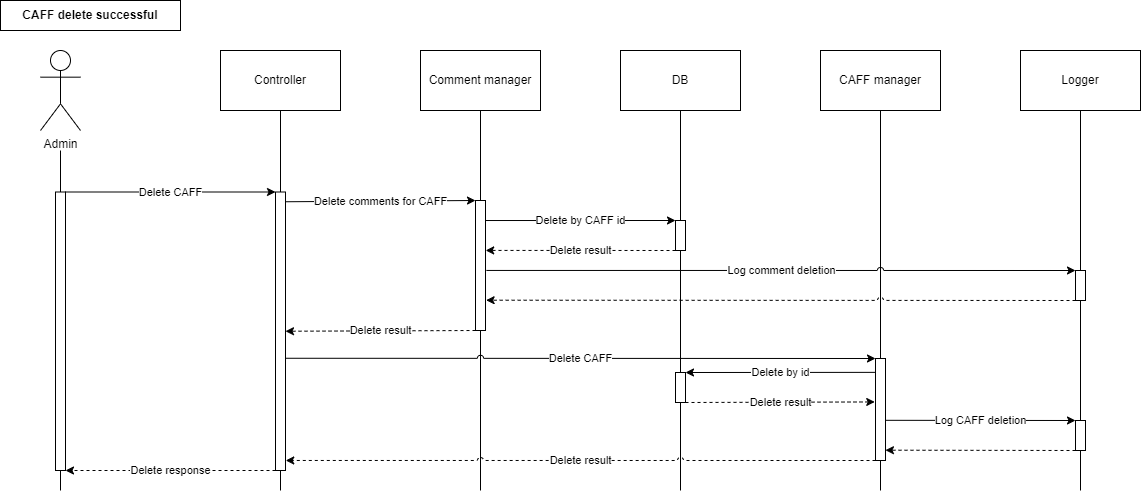 CAFF delete successful
Controller
Comment manager
DB
CAFF manager
Logger
Admin
Delete CAFF
Delete comments for CAFF
Delete by CAFF id
Delete result
Log comment deletion
Delete result
Delete CAFF
Delete by id
Delete result
Log CAFF deletion
Delete result
Delete response